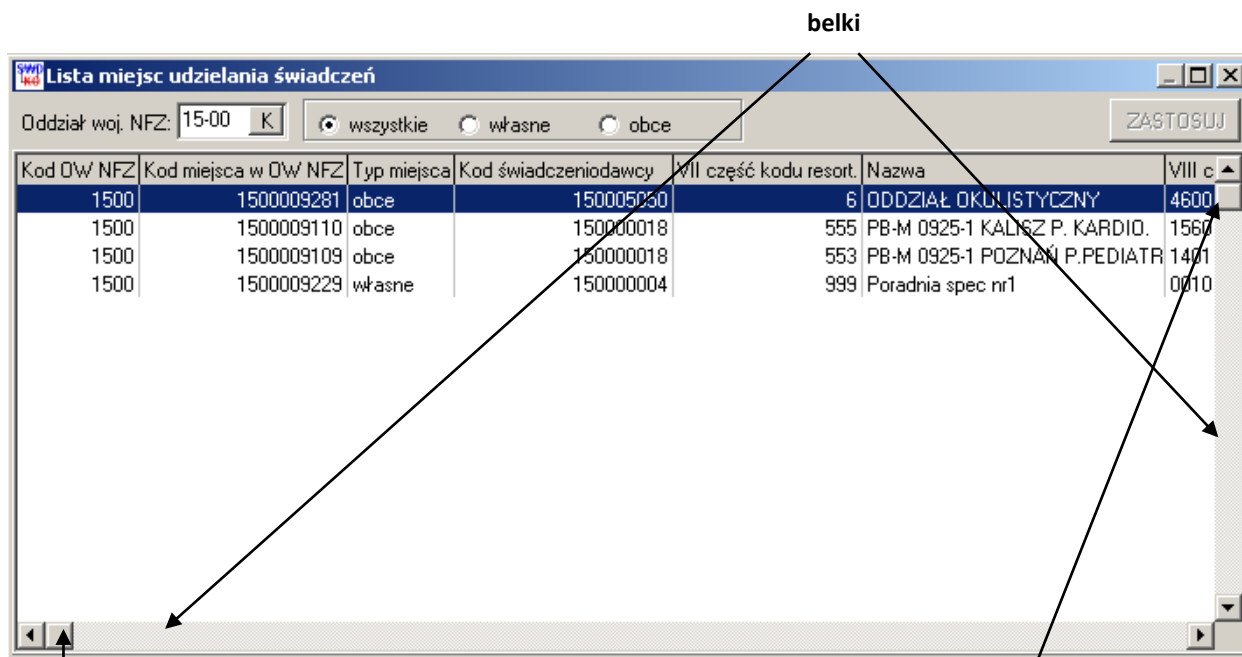 belki
SWD
KO
Lista miejsc udzielania świadczeń
Oddział woj. NFZ: 15-00 K wszystkie własne obce ZASTOSUJ
Kod OW NFZ Kod miejsca w OW NFZ Typ miejsca Kod świadczeniodawcy VII część kodu resort. Nazwa VIII c
1500 1500009281 obce 150005050 6 ODDZIAŁ OKULISTYCZNY 4600
1500 1500009110 obce 150000018 555 PB-M 0925-1 KALISZ P. KARDIO. 1560
1500 1500009109 obce 150000018 553 PB-M 0925-1 POZNAŃ P.PEDIATR 1401
1500 1500009229 własne 150000004 999 Poradnia spec nr1 0010